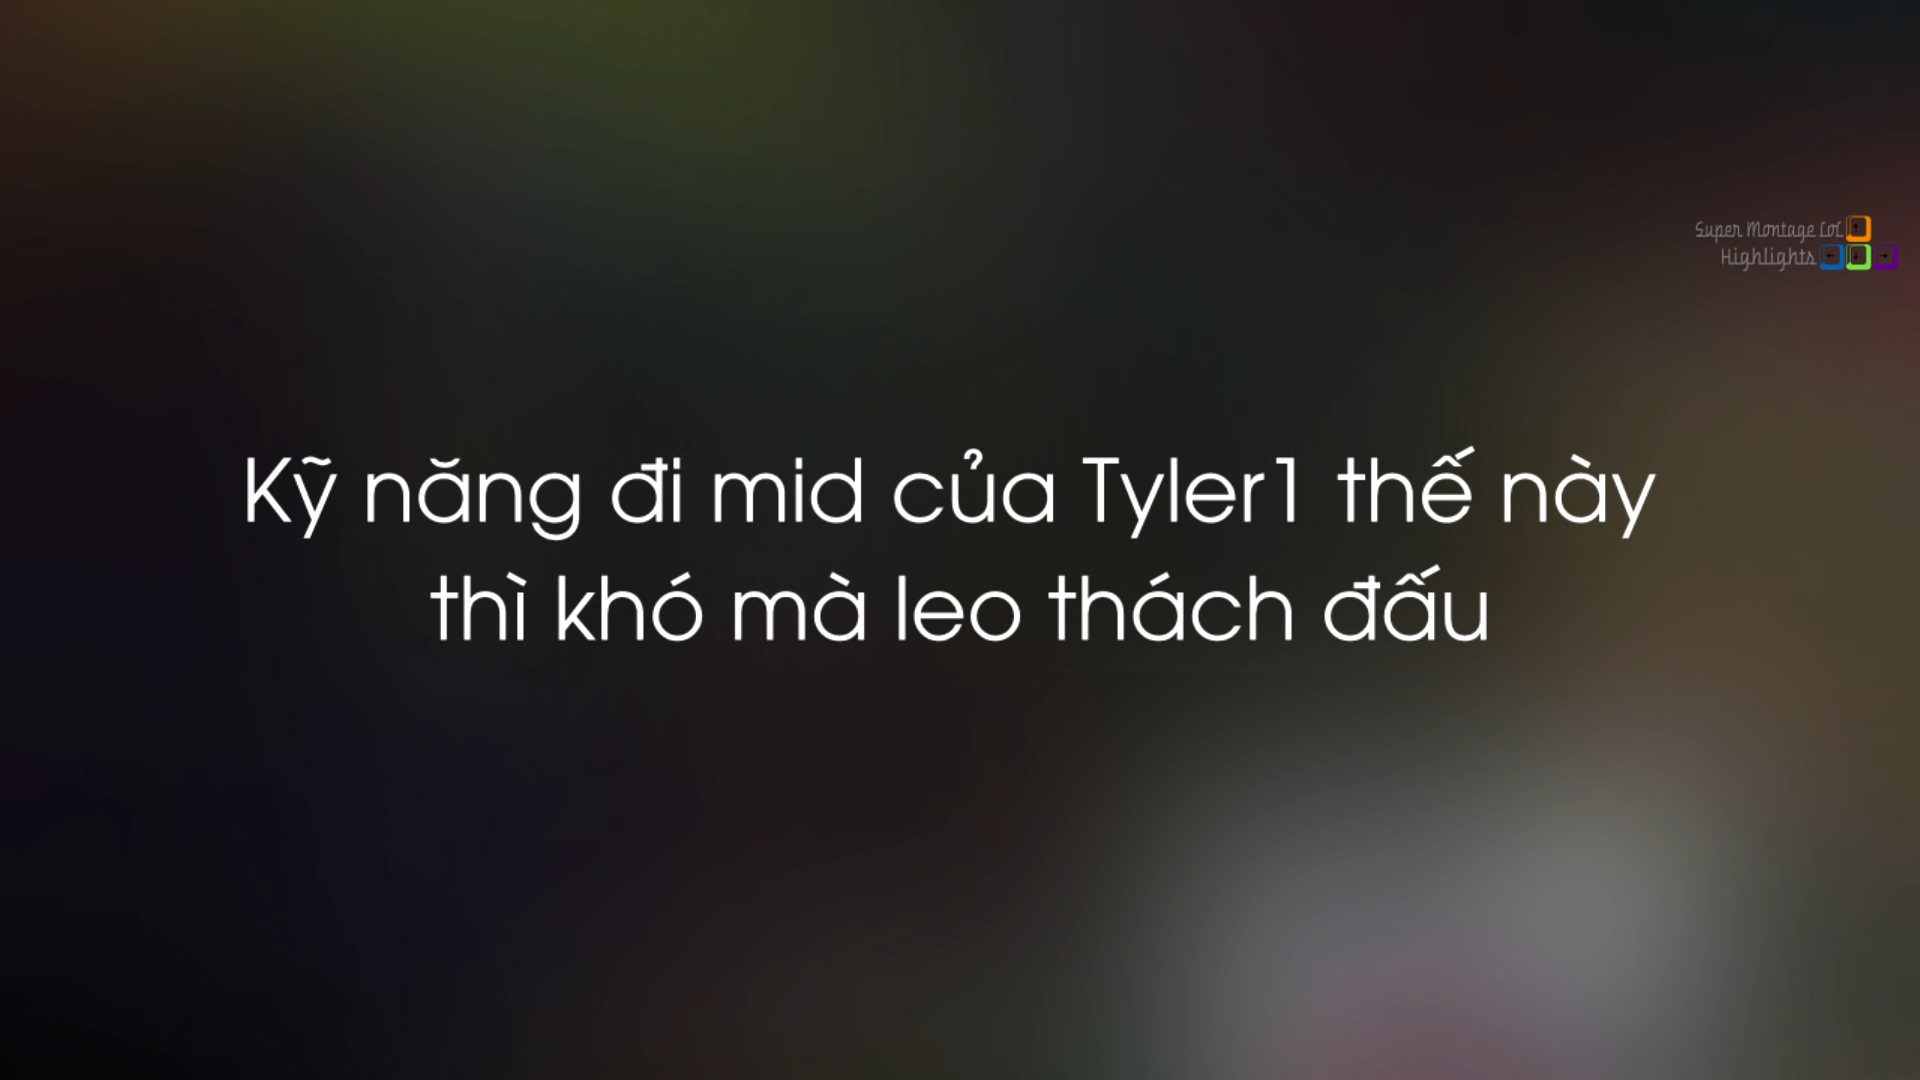 Super Montage LoL
Highlights
Kỹ năng đi mid của Tyler1 thế này
thì khó mà leo thách đấu